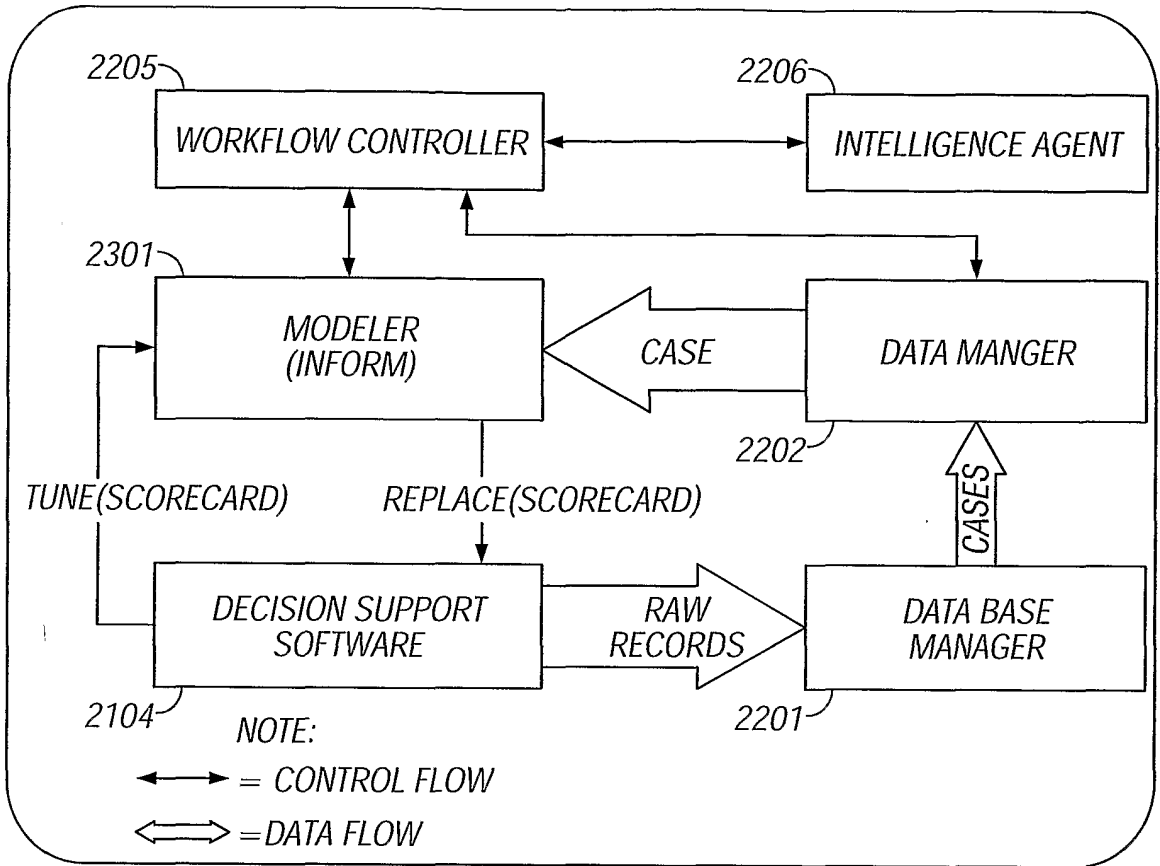 2205
2206
WORKFLOW CONTROLLER
INTELLIGENCE AGENT
2301
MODELER
(INFORM)
CASE
DATA MANGER
2202
TUNE(SCORECARD)
REPLACE(SCORECARD)
CASES
DECISION SUPPORT
SOFTWARE
RAW
RECORDS
DATA BASE
MANAGER
2104
2201
NOTE:
= CONTROL FLOW
=DATA FLOW